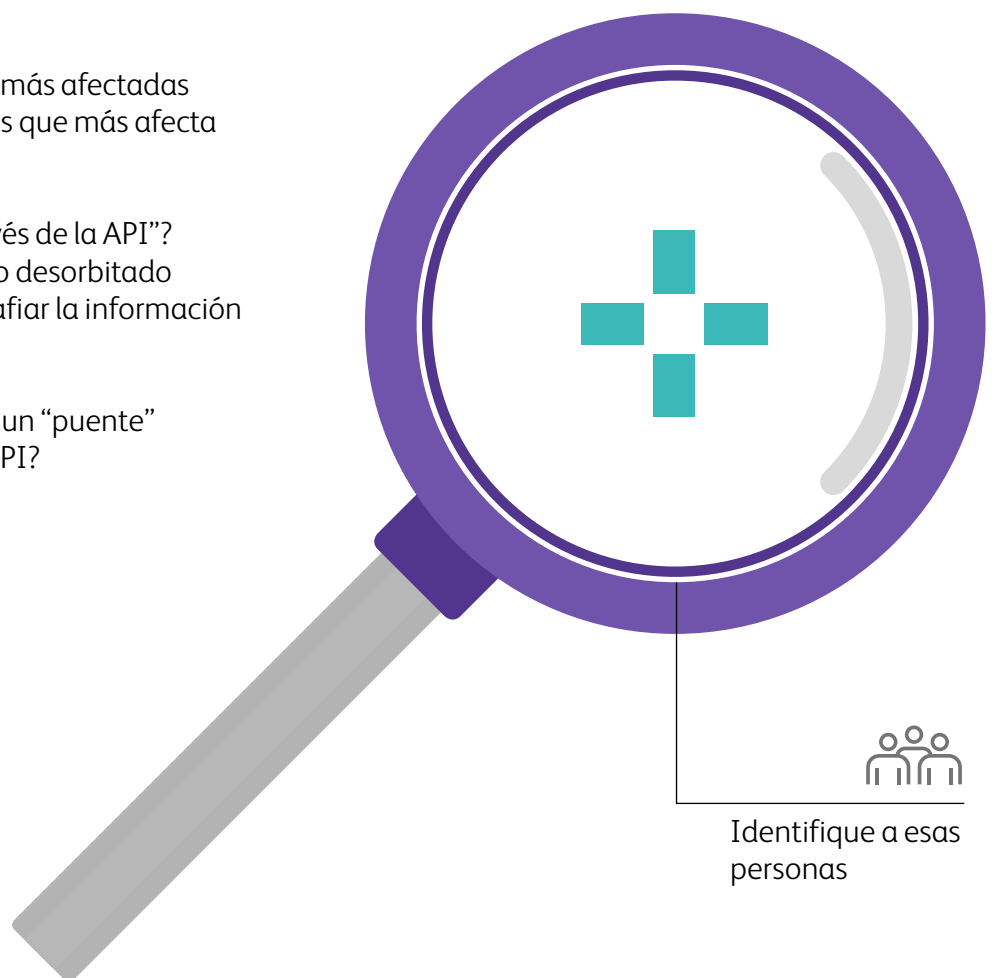 más afectadas
s que más afecta
vés de la API”?
o desorbitado
afiar la información
un “puente”
PI?
Identifique a esas
personas